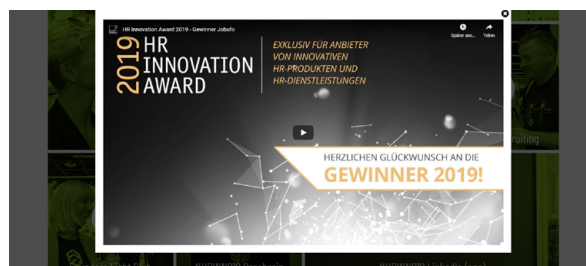 HR Innovation Award 2019 - Gewinner Jobufo
Später ans...
Teilen
2019 HR
INNOVATION
AWARD
EXKLUSIV FÜR ANBIETER
VON INNOVATIVEN
HR-PRODUKTEN UND
HR-DIENSTLEISTUNGEN
ruiting
HERZLICHEN GLÜCKWUNSCH AN DIE
GEWINNER 2019!